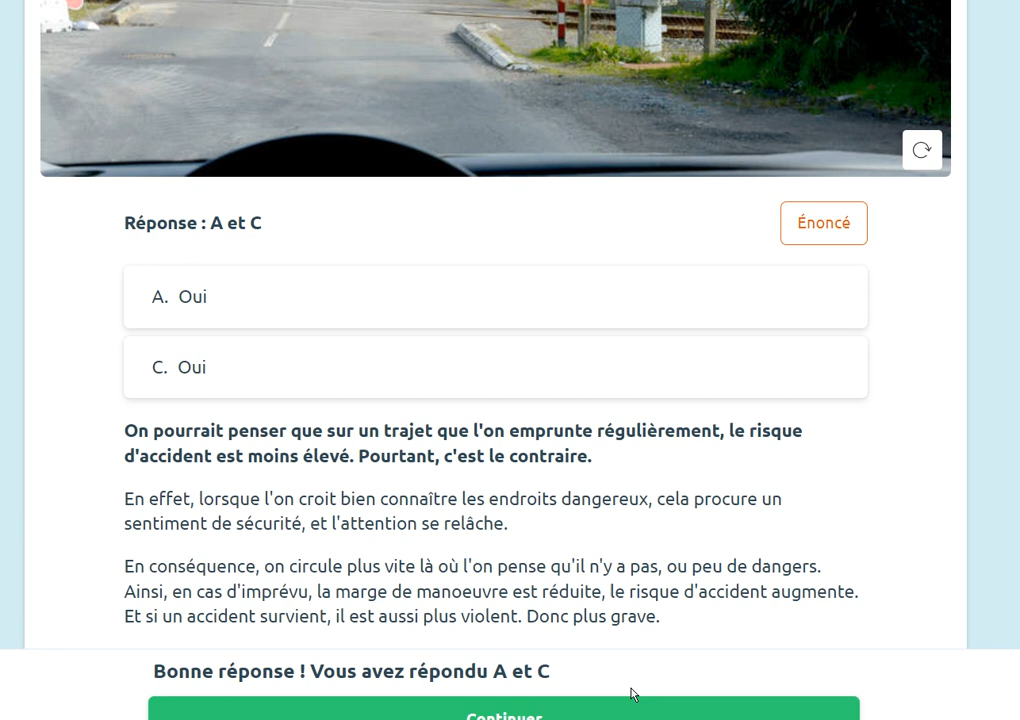 Réponse : A et C
Énoncé
A. Oui
C. Oui
On pourrait penser que sur un trajet que l'on emprunte régulièrement, le risque
d'accident est moins élevé. Pourtant, c'est le contraire.
En effet, lorsque l'on croit bien connaître les endroits dangereux, cela procure un
sentiment de sécurité, et l'attention se relâche.
En conséquence, on circule plus vite là où l'on pense qu'il n'y a pas, ou peu de dangers.
Ainsi, en cas d'imprévu, la marge de manoeuvre est réduite, le risque d'accident augmente.
Et si un accident survient, il est aussi plus violent. Donc plus grave.
Bonne réponse ! Vous avez répondu A et C
Continuer